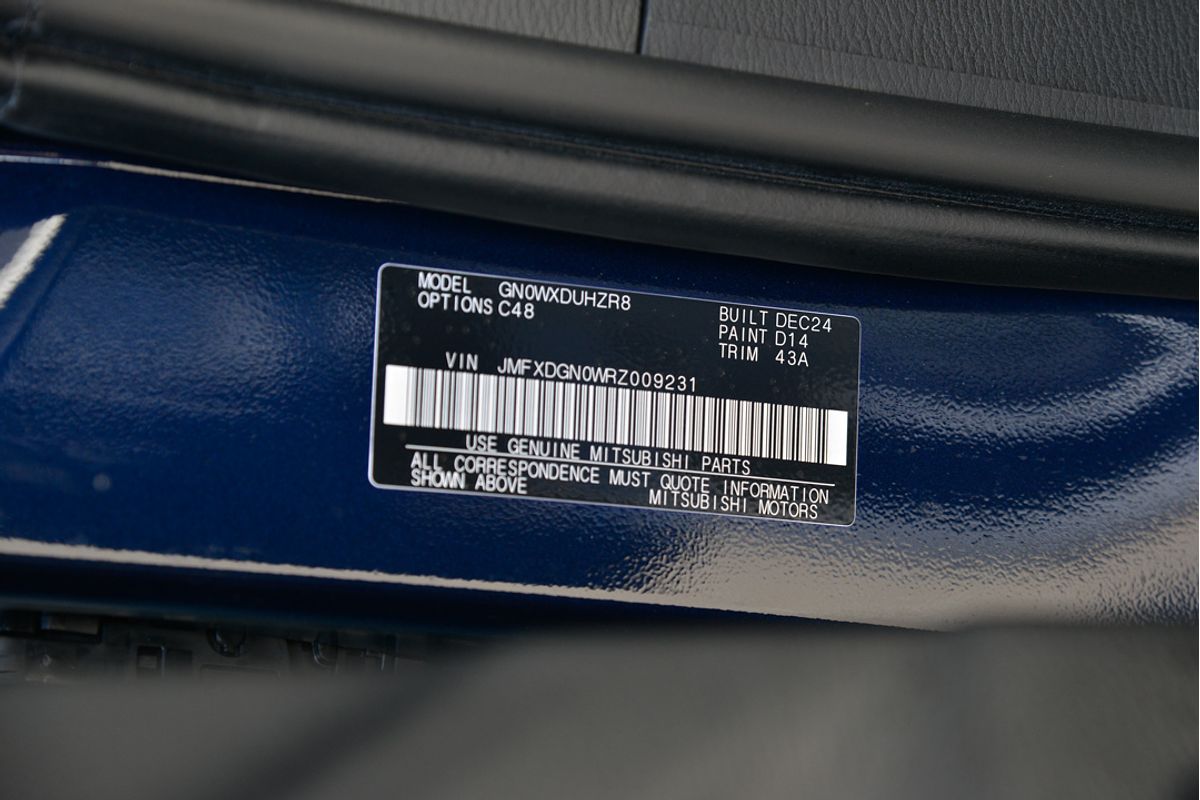 MODEL GN0WXDUHZR8
OPTIONS C48
BUILT DEC24
PAINT D14
TRIM 43A
VIN JMFXDGN0WRZ009231
USE GENUINE MITSUBISHI PARTS
ALL CORRESPONDENCE MUST QUOTE INFORMATION
SHOWN ABOVE MITSUBISHI MOTORS